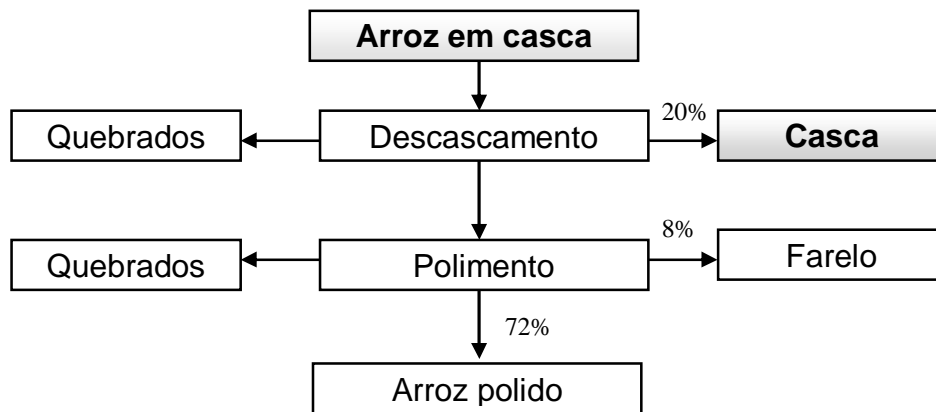 Arroz em casca
Quebrados
Descascamento
20%
Casca
Quebrados
Polimento
8%
Farelo
72%
Arroz polido